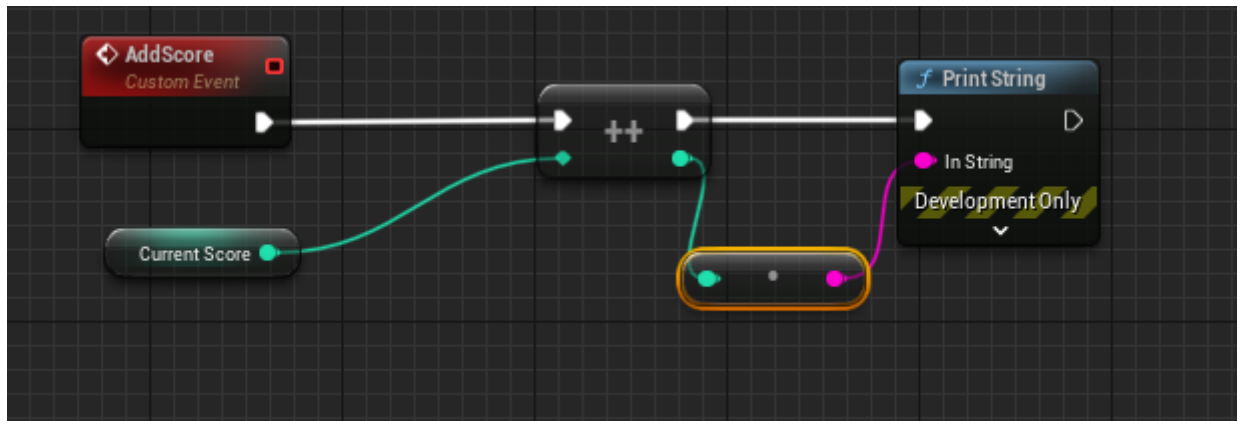 AddScore
Custom Event
++
Print String
In String
Development Only
Current Score